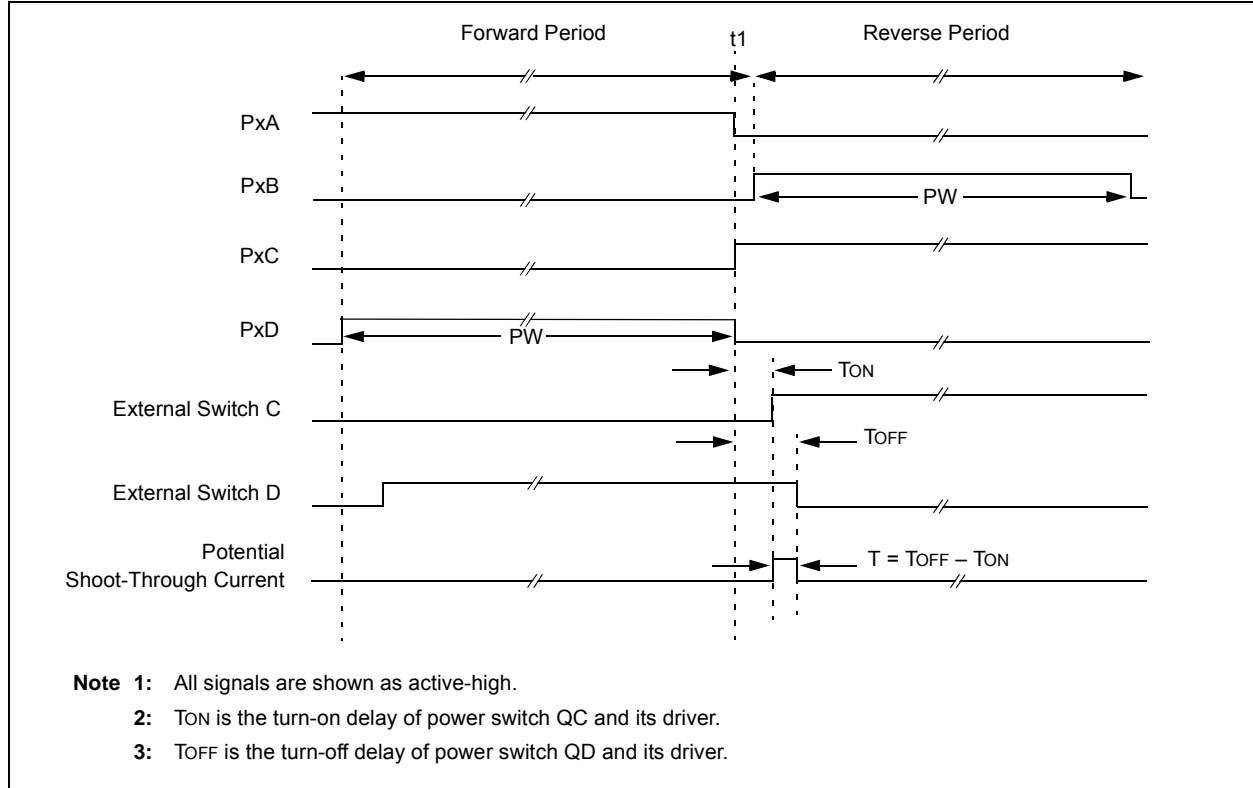 Forward Period
t1
Reverse Period
PxA
PxB
PW
PxC
PxD
PW
TON
External Switch C
TOFF
External Switch D
Potential
Shoot-Through Current
T = TOFF – TON
Note 1: All signals are shown as active-high.
2: TON is the turn-on delay of power switch QC and its driver.
3: TOFF is the turn-off delay of power switch QD and its driver.